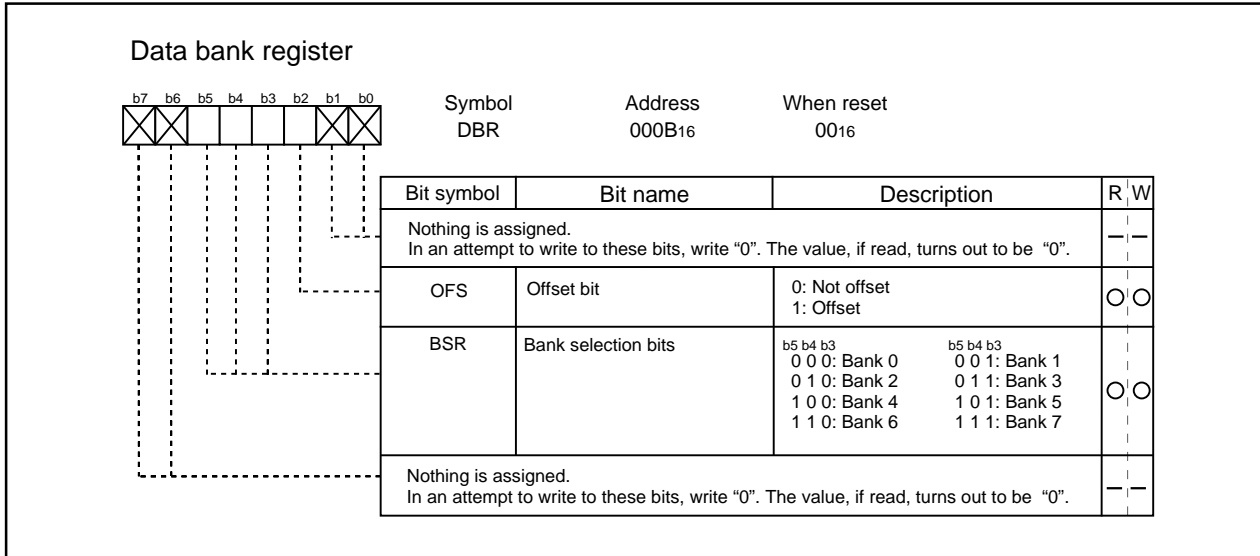 Data bank register
b7 b6 b5 b4 b3 b2 b1 b0
Symbol Address When reset
DBR 000B16 0016
Bit symbol Bit name Description R W
Nothing is assigned.
In an attempt to write to these bits, write “0”. The value, if read, turns out to be “0”.
OFS Offset bit 0: Not offset
1: Offset
BSR Bank selection bits b5 b4 b3 b5 b4 b3
0 0 0: Bank 0 0 0 1: Bank 1
0 1 0: Bank 2 0 1 1: Bank 3
1 0 0: Bank 4 1 0 1: Bank 5
1 1 0: Bank 6 1 1 1: Bank 7
Nothing is assigned.
In an attempt to write to these bits, write “0”. The value, if read, turns out to be “0”.